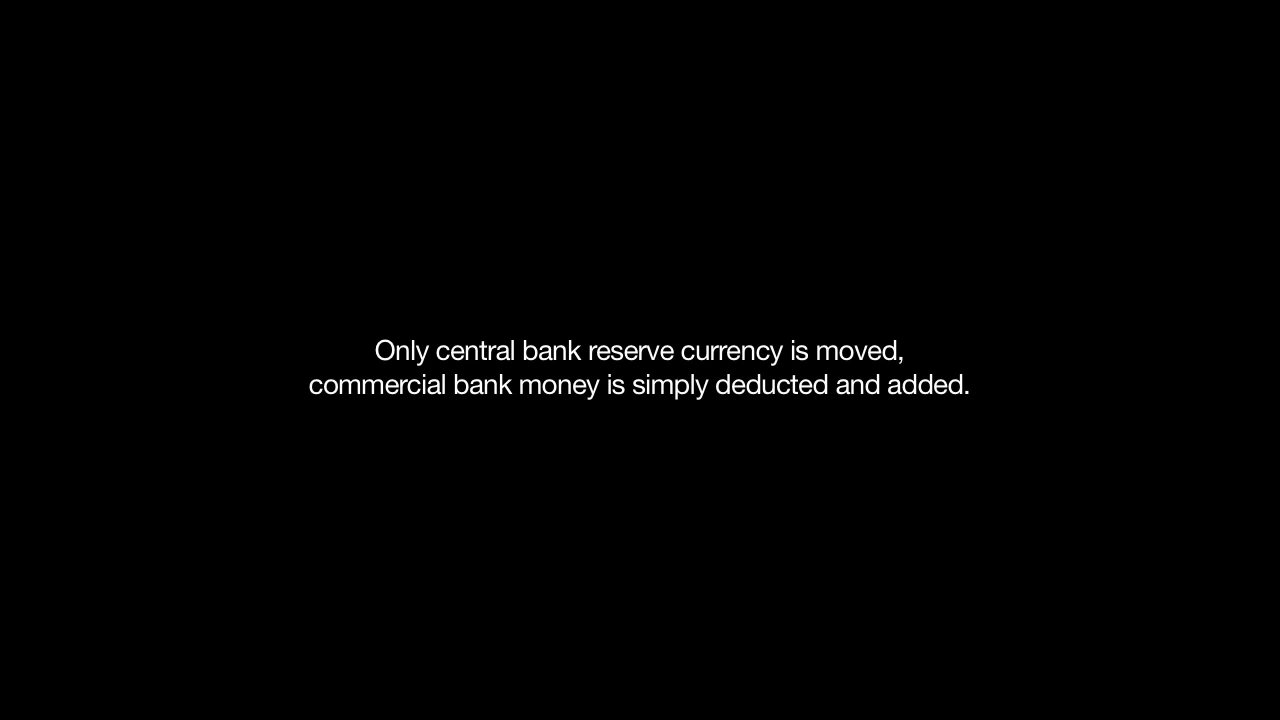 Only central bank reserve currency is moved,
commercial bank money is simply deducted and added.